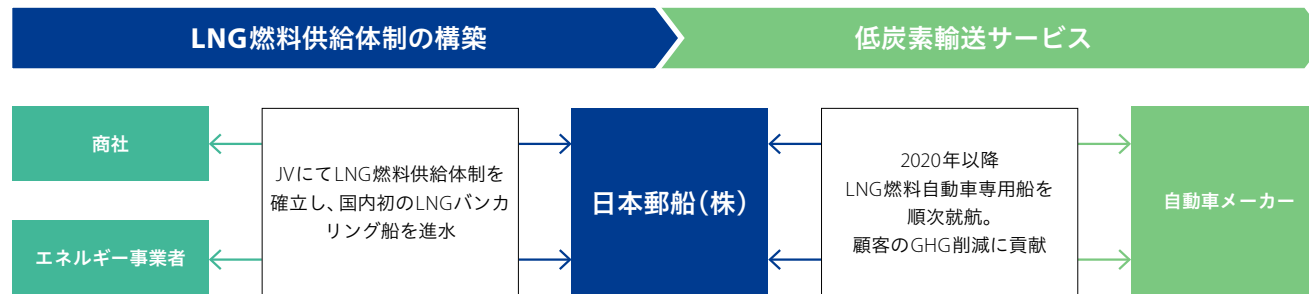 LNG燃料供給体制の構築
低炭素輸送サービス
商社
エネルギー事業者
JVにてLNG燃料供給体制を
確立し、国内初のLNGバンカ
リング船を進水
日本郵船(株)
2020年以降
LNG燃料自動車専用船を
順次就航。
顧客のGHG削減に貢献
自動車メーカー